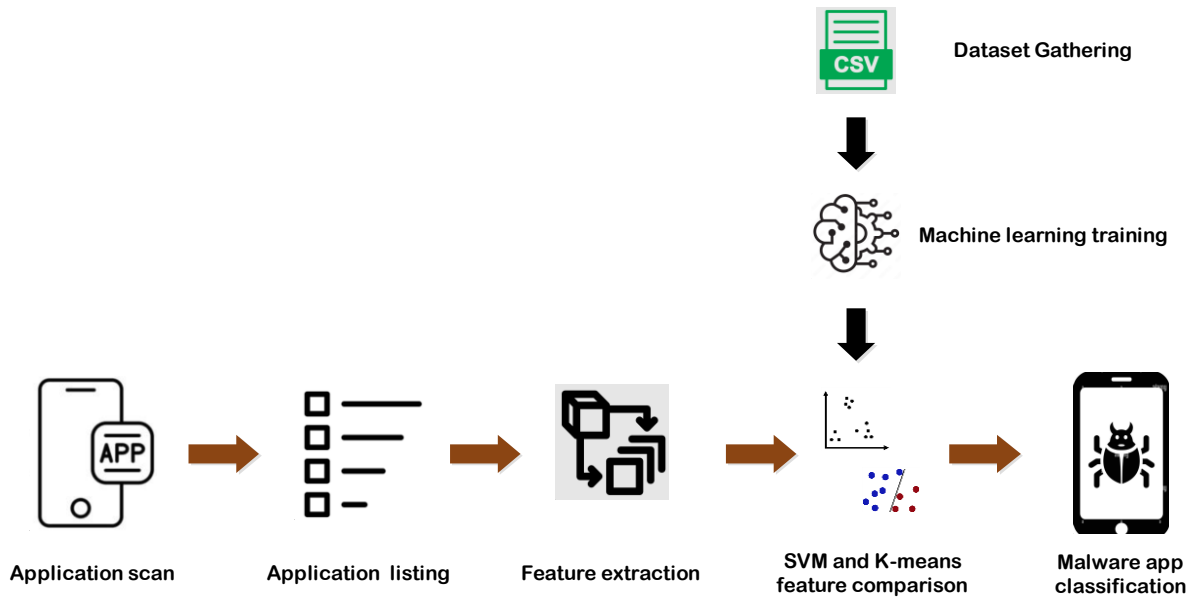 CSV
Dataset Gathering
Machine learning training
APP
Application scan
Application listing
Feature extraction
SVM and K-means
feature comparison
Malware app
classification